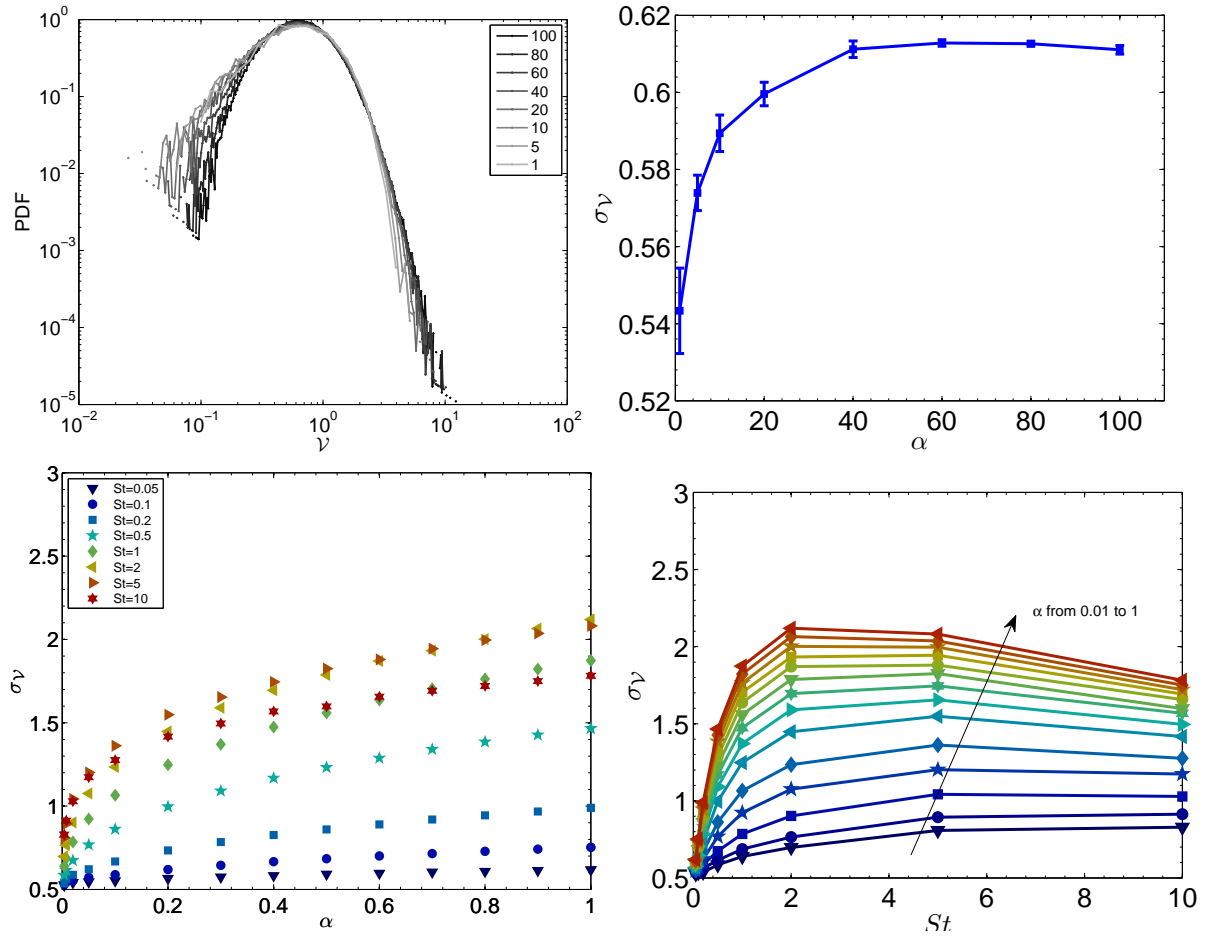 10^0
10^{-1}
10^{-2}
10^{-3}
10^{-4}
10^{-5}
PDF
10^{-2} 10^{-1} 10^0 10^1 10^2
𝒱
100
80
60
40
20
10
5
1
0.62
0.6
0.58
0.56
0.54
0.52
σ_𝒱
0 20 40 60 80 100
α
3
2.5
2
1.5
1
0.5
σ_𝒱
0 0.2 0.4 0.6 0.8 1
α
St=0.05
St=0.1
St=0.2
St=0.5
St=1
St=2
St=5
St=10
3
2.5
2
1.5
1
0.5
σ_𝒱
α from 0.01 to 1
0 2 4 6 8 10
St